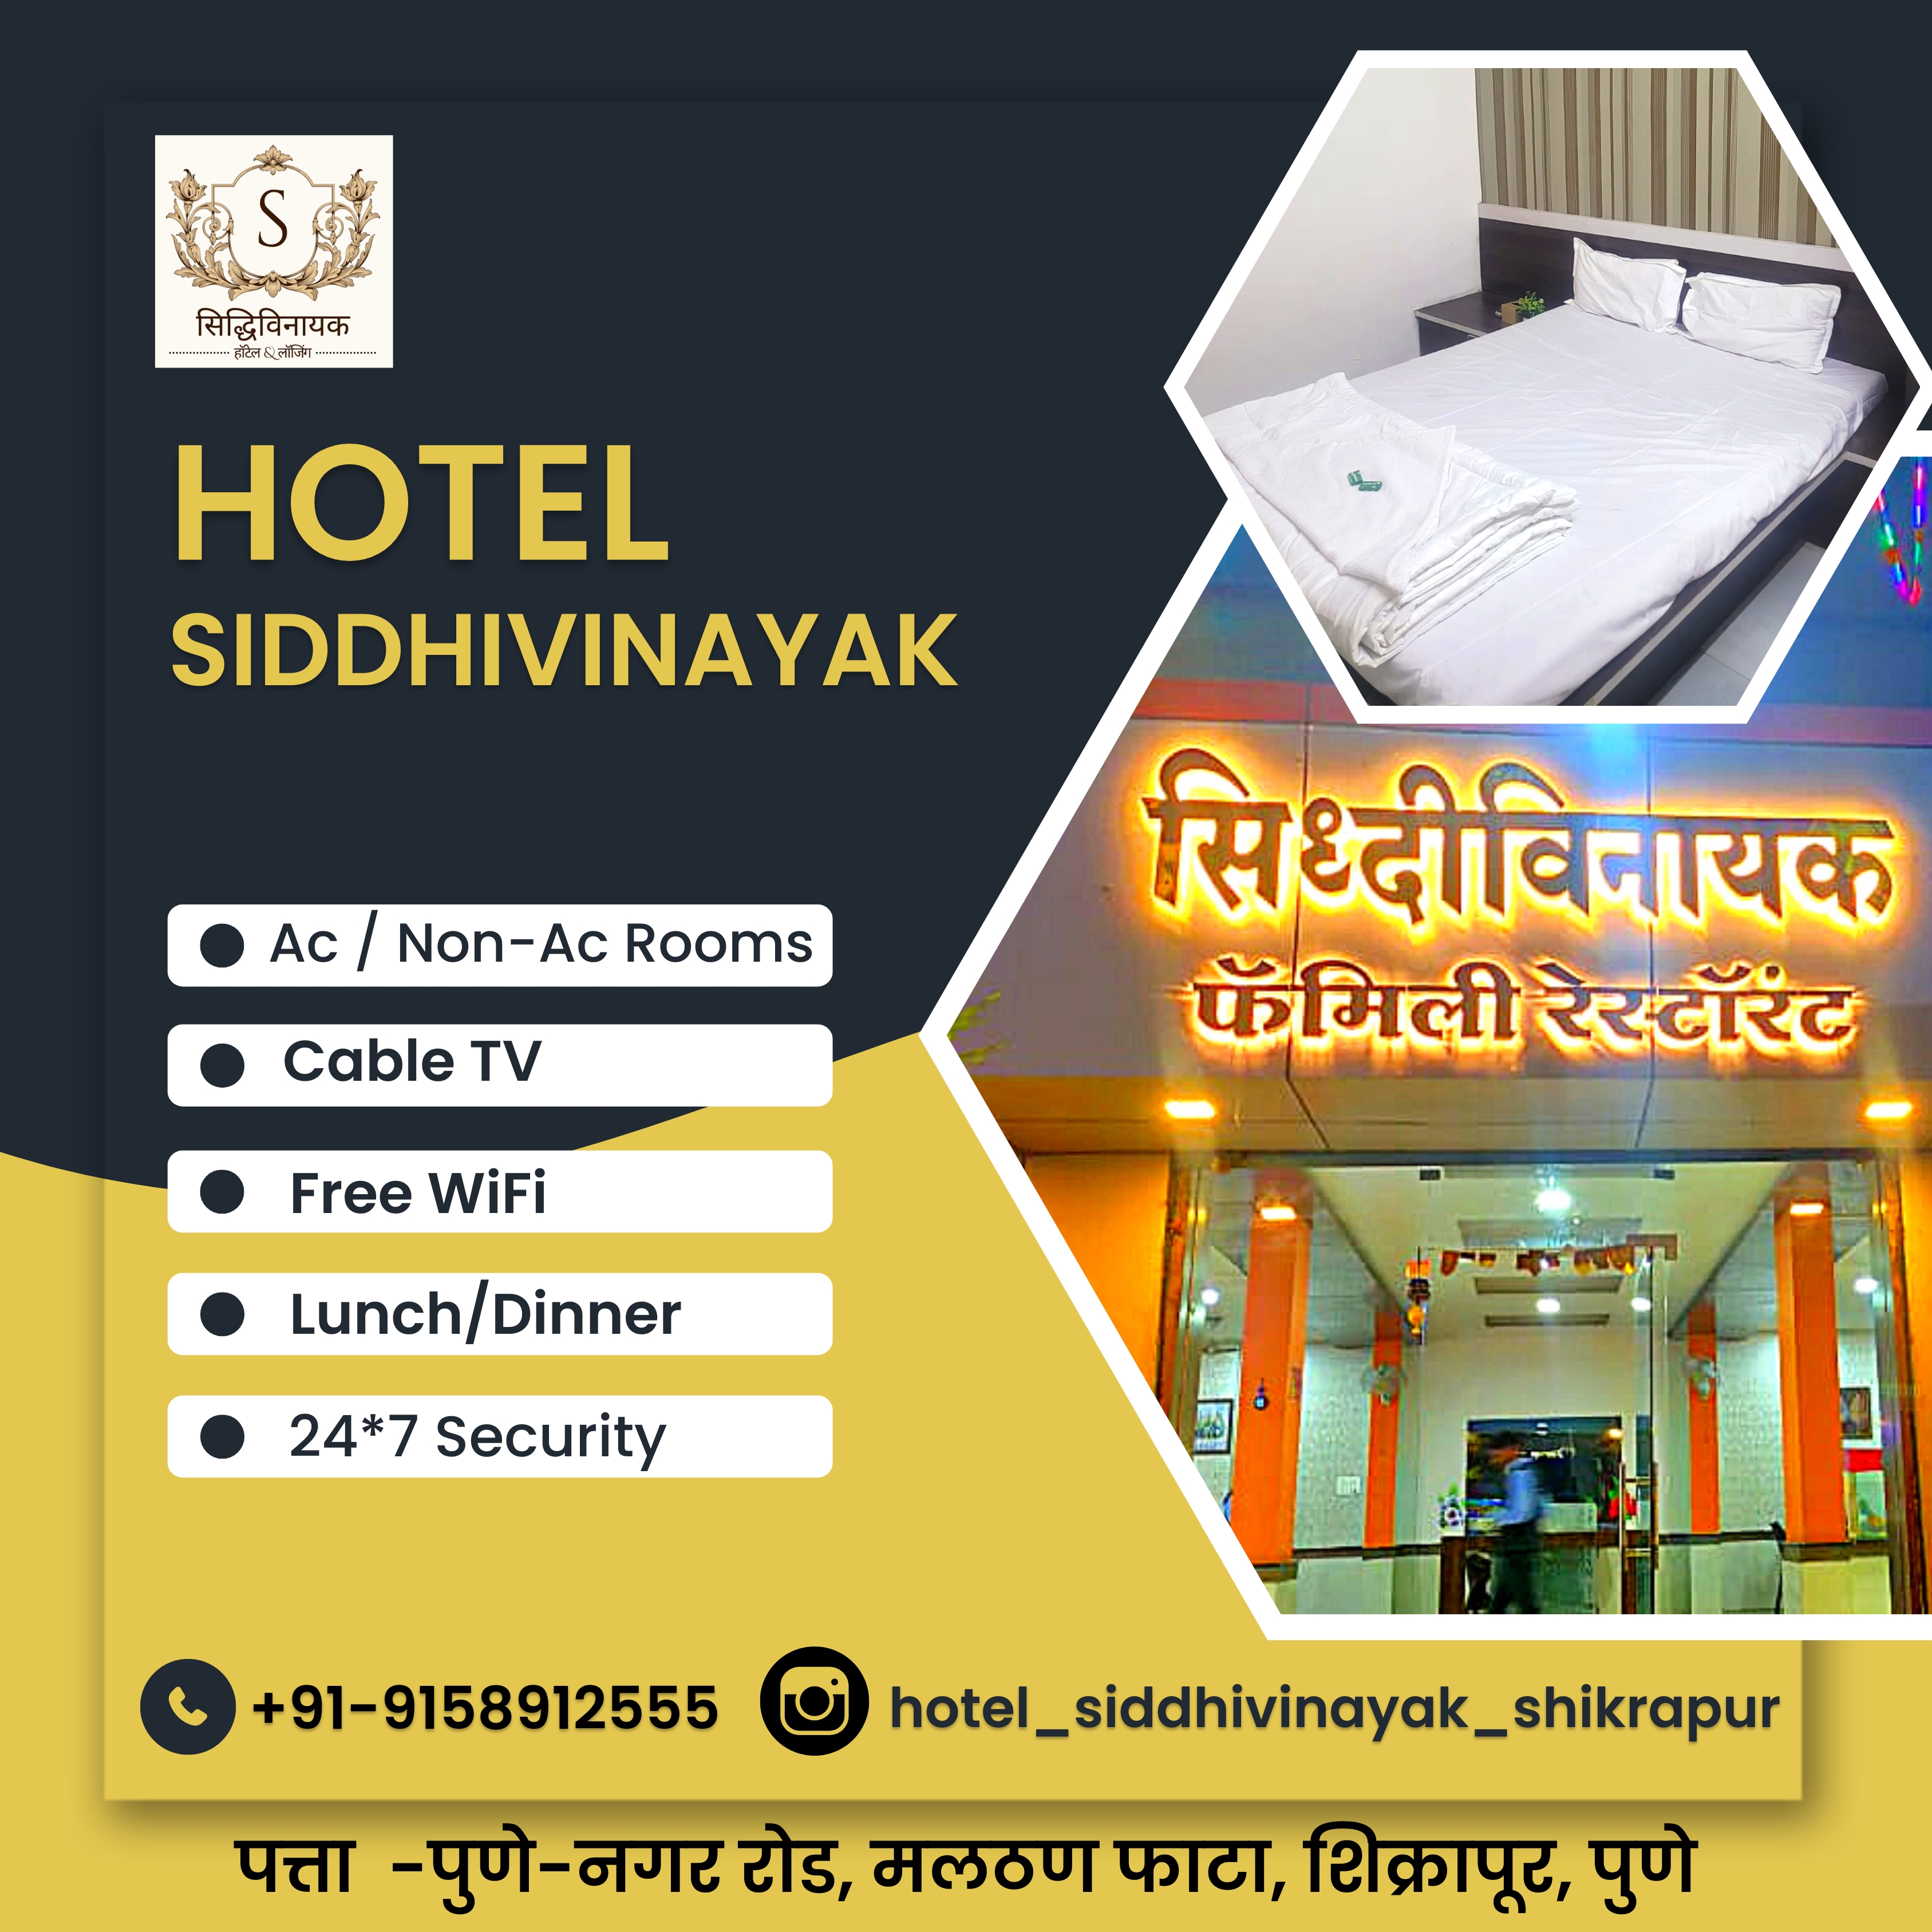 S
सिद्धिविनायक
हॉटेल & लॉजिंग
HOTEL
SIDDHIVINAYAK
सिध्दीविनायक
फॅमिली रेस्टॉरंट
Ac / Non-Ac Rooms
Cable TV
Free WiFi
Lunch/Dinner
24*7 Security
+91-9158912555
hotel_siddhivinayak_shikrapur
पत्ता -पुणे-नगर रोड, मलठण फाटा, शिक्रापूर, पुणे